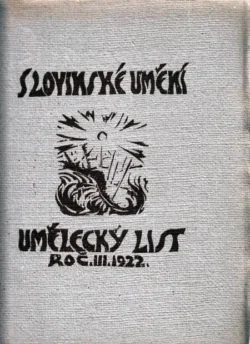 SLOVINSKÉ UMĚNÍ
UMĚLECKÝ LIST
ROČ.III.1922.